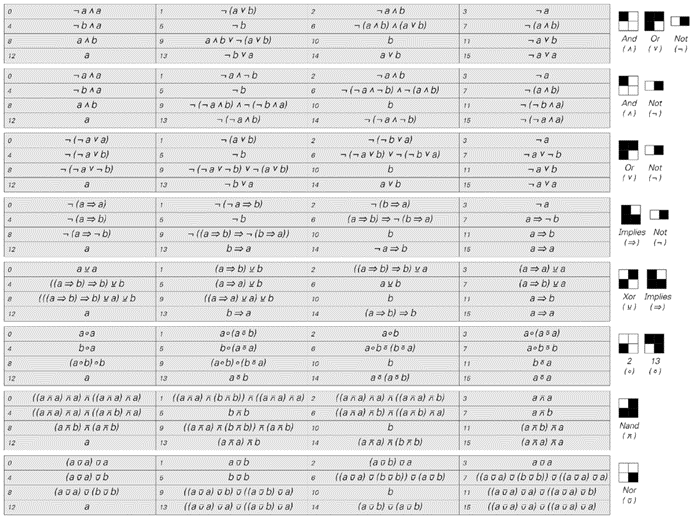 0 ¬ a ∧ a 1 ¬ (a ∨ b) 2 ¬ a ∧ b 3 ¬ a
4 ¬ b ∧ a 5 ¬ b 6 ¬ (a ∧ b) ∧ (a ∨ b) 7 ¬ (a ∧ b)
8 a ∧ b 9 a ∧ b ∨ ¬ (a ∨ b) 10 b 11 ¬ a ∨ b
12 a 13 ¬ b ∨ a 14 a ∨ b 15 ¬ a ∨ a
And Or Not
(∧) (∨) (¬)
0 ¬ a ∧ a 1 ¬ a ∧ ¬ b 2 ¬ a ∧ b 3 ¬ a
4 ¬ b ∧ a 5 ¬ b 6 ¬ (¬ a ∧ ¬ b) ∧ ¬ (a ∧ b) 7 ¬ (a ∧ b)
8 a ∧ b 9 ¬ (¬ a ∧ b) ∧ ¬ (¬ b ∧ a) 10 b 11 ¬ (¬ b ∧ a)
12 a 13 ¬ (¬ a ∧ b) 14 ¬ (¬ a ∧ ¬ b) 15 ¬ (¬ a ∧ a)
And Not
(∧) (¬)
0 ¬ (¬ a ∨ a) 1 ¬ (a ∨ b) 2 ¬ (¬ b ∨ a) 3 ¬ a
4 ¬ (¬ a ∨ b) 5 ¬ b 6 ¬ (¬ a ∨ b) ∨ ¬ (¬ b ∨ a) 7 ¬ a ∨ ¬ b
8 ¬ (¬ a ∨ ¬ b) 9 ¬ (¬ a ∨ ¬ b) ∨ ¬ (a ∨ b) 10 b 11 ¬ a ∨ b
12 a 13 ¬ b ∨ a 14 a ∨ b 15 ¬ a ∨ a
Or Not
(∨) (¬)
0 ¬ (a ⇒ a) 1 ¬ (¬ a ⇒ b) 2 ¬ (b ⇒ a) 3 ¬ a
4 ¬ (a ⇒ b) 5 ¬ b 6 (a ⇒ b) ⇒ ¬ (b ⇒ a) 7 a ⇒ ¬ b
8 ¬ (a ⇒ ¬ b) 9 ¬ ((a ⇒ b) ⇒ ¬ (b ⇒ a)) 10 b 11 a ⇒ b
12 a 13 b ⇒ a 14 ¬ a ⇒ b 15 a ⇒ a
Implies Not
(⇒) (¬)
0 a ⊻ a 1 (a ⇒ b) ⊻ b 2 ((a ⇒ b) ⇒ b) ⊻ a 3 (a ⇒ a) ⊻ a
4 ((a ⇒ b) ⇒ b) ⊻ b 5 (a ⇒ a) ⊻ b 6 a ⊻ b 7 (a ⇒ b) ⊻ a
8 (((a ⇒ b) ⇒ b) ⊻ a) ⊻ b 9 ((a ⇒ a) ⊻ a) ⊻ b 10 b 11 a ⇒ b
12 a 13 b ⇒ a 14 (a ⇒ b) ⇒ b 15 a ⇒ a
Xor Implies
(⊻) (⇒)
0 1 2 3
4 5 6 7
8 9 10 b 11
12 a 13 14 15
2 13
0 ((a ⊼ a) ⊼ a) ⊼ ((a ⊼ a) ⊼ a) 1 ((a ⊼ a) ⊼ (b ⊼ b)) ⊼ ((a ⊼ a) ⊼ a) 2 ((a ⊼ a) ⊼ b) ⊼ ((a ⊼ a) ⊼ b) 3 a ⊼ a
4 ((a ⊼ a) ⊼ a) ⊼ ((a ⊼ b) ⊼ a) 5 b ⊼ b 6 ((a ⊼ a) ⊼ b) ⊼ ((a ⊼ b) ⊼ a) 7 a ⊼ b
8 (a ⊼ b) ⊼ (a ⊼ b) 9 ((a ⊼ a) ⊼ (b ⊼ b)) ⊼ (a ⊼ b) 10 b 11 (a ⊼ b) ⊼ a
12 a 13 (a ⊼ a) ⊼ b 14 (a ⊼ a) ⊼ (b ⊼ b) 15 (a ⊼ a) ⊼ a
Nand
(⊼)
0 (a ⊽ a) ⊽ a 1 a ⊽ b 2 (a ⊽ b) ⊽ a 3 a ⊽ a
4 (a ⊽ a) ⊽ b 5 b ⊽ b 6 ((a ⊽ a) ⊽ (b ⊽ b)) ⊽ (a ⊽ b) 7 ((a ⊽ a) ⊽ (b ⊽ b)) ⊽ ((a ⊽ a) ⊽ a)
8 (a ⊽ a) ⊽ (b ⊽ b) 9 ((a ⊽ a) ⊽ b) ⊽ ((a ⊽ b) ⊽ a) 10 b 11 ((a ⊽ a) ⊽ a) ⊽ ((a ⊽ b) ⊽ a)
12 a 13 ((a ⊽ a) ⊽ b) ⊽ ((a ⊽ a) ⊽ b) 14 (a ⊽ b) ⊽ (a ⊽ b) 15 ((a ⊽ a) ⊽ a) ⊽ ((a ⊽ a) ⊽ a)
Nor
(⊽)